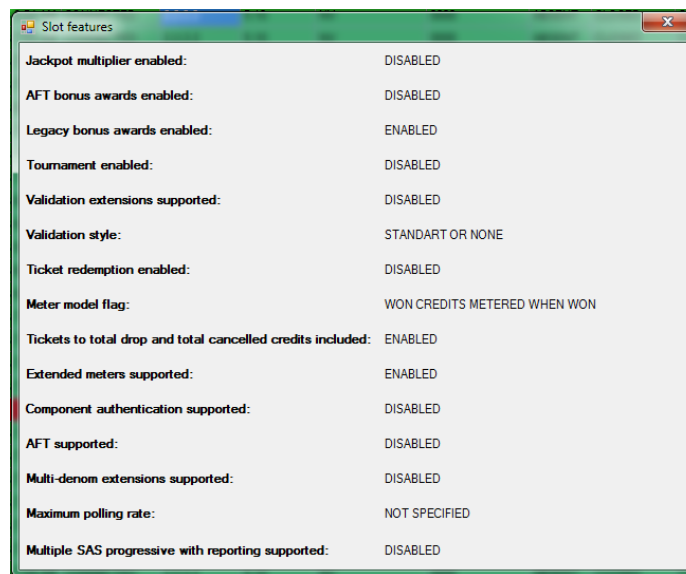 Slot features
Jackpot multiplier enabled: DISABLED
AFT bonus awards enabled: DISABLED
Legacy bonus awards enabled: ENABLED
Tournament enabled: DISABLED
Validation extensions supported: DISABLED
Validation style: STANDART OR NONE
Ticket redemption enabled: DISABLED
Meter model flag: WON CREDITS METERED WHEN WON
Tickets to total drop and total cancelled credits included: ENABLED
Extended meters supported: ENABLED
Component authentication supported: DISABLED
AFT supported: DISABLED
Multi-denom extensions supported: DISABLED
Maximum polling rate: NOT SPECIFIED
Multiple SAS progressive with reporting supported: DISABLED